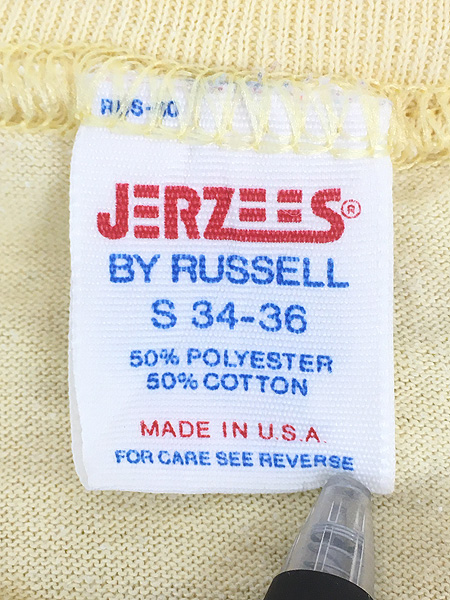 JERZEES®
BY RUSSELL
S 34-36
50% POLYESTER
50% COTTON
MADE IN U.S.A.
FOR CARE SEE REVERSE